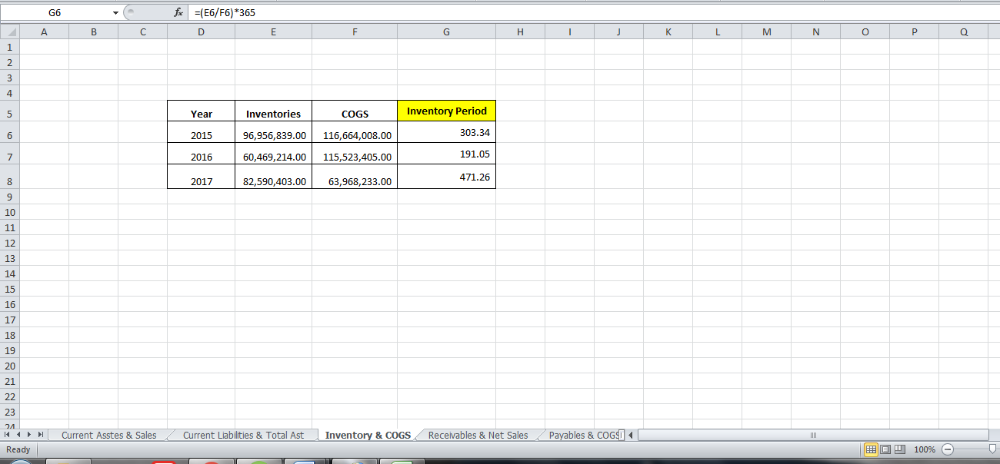 G6 fx =(E6/F6)*365
A B C D E F G H I J K L M N O P Q
1
2
3
4
5 Year Inventories COGS Inventory Period
6 2015 96,956,839.00 116,664,008.00 303.34
7 2016 60,469,214.00 115,523,405.00 191.05
8 2017 82,590,403.00 63,968,233.00 471.26
9
10
11
12
13
14
15
16
17
18
19
20
21
22
23
24
Current Asstes & Sales Current Liabilities & Total Ast Inventory & COGS Receivables & Net Sales Payables & COGS
Ready 100%